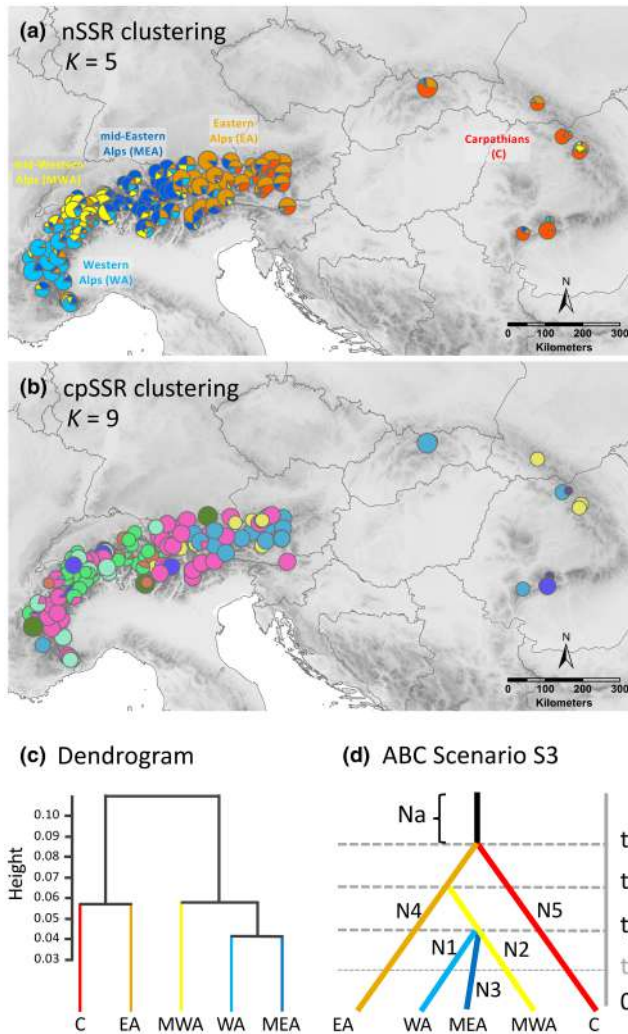 (a) nSSR clustering
K = 5
mid-Eastern
Alps (MEA)
Eastern
Alps (EA)
Carpathians
(C)
Alps (MWA)
Western
Alps (WA)
N
0 100 200 300
Kilometers
(b) cpSSR clustering
K = 9
N
0 100 200 300
Kilometers
(c) Dendrogram
Height
0.10
0.09
0.08
0.07
0.06
0.05
0.04
0.03
C EA MWA WA MEA
(d) ABC Scenario S3
Na
t
t
N4 N5
t
N1 N2
N3
t
0
EA WA MEA MWA C